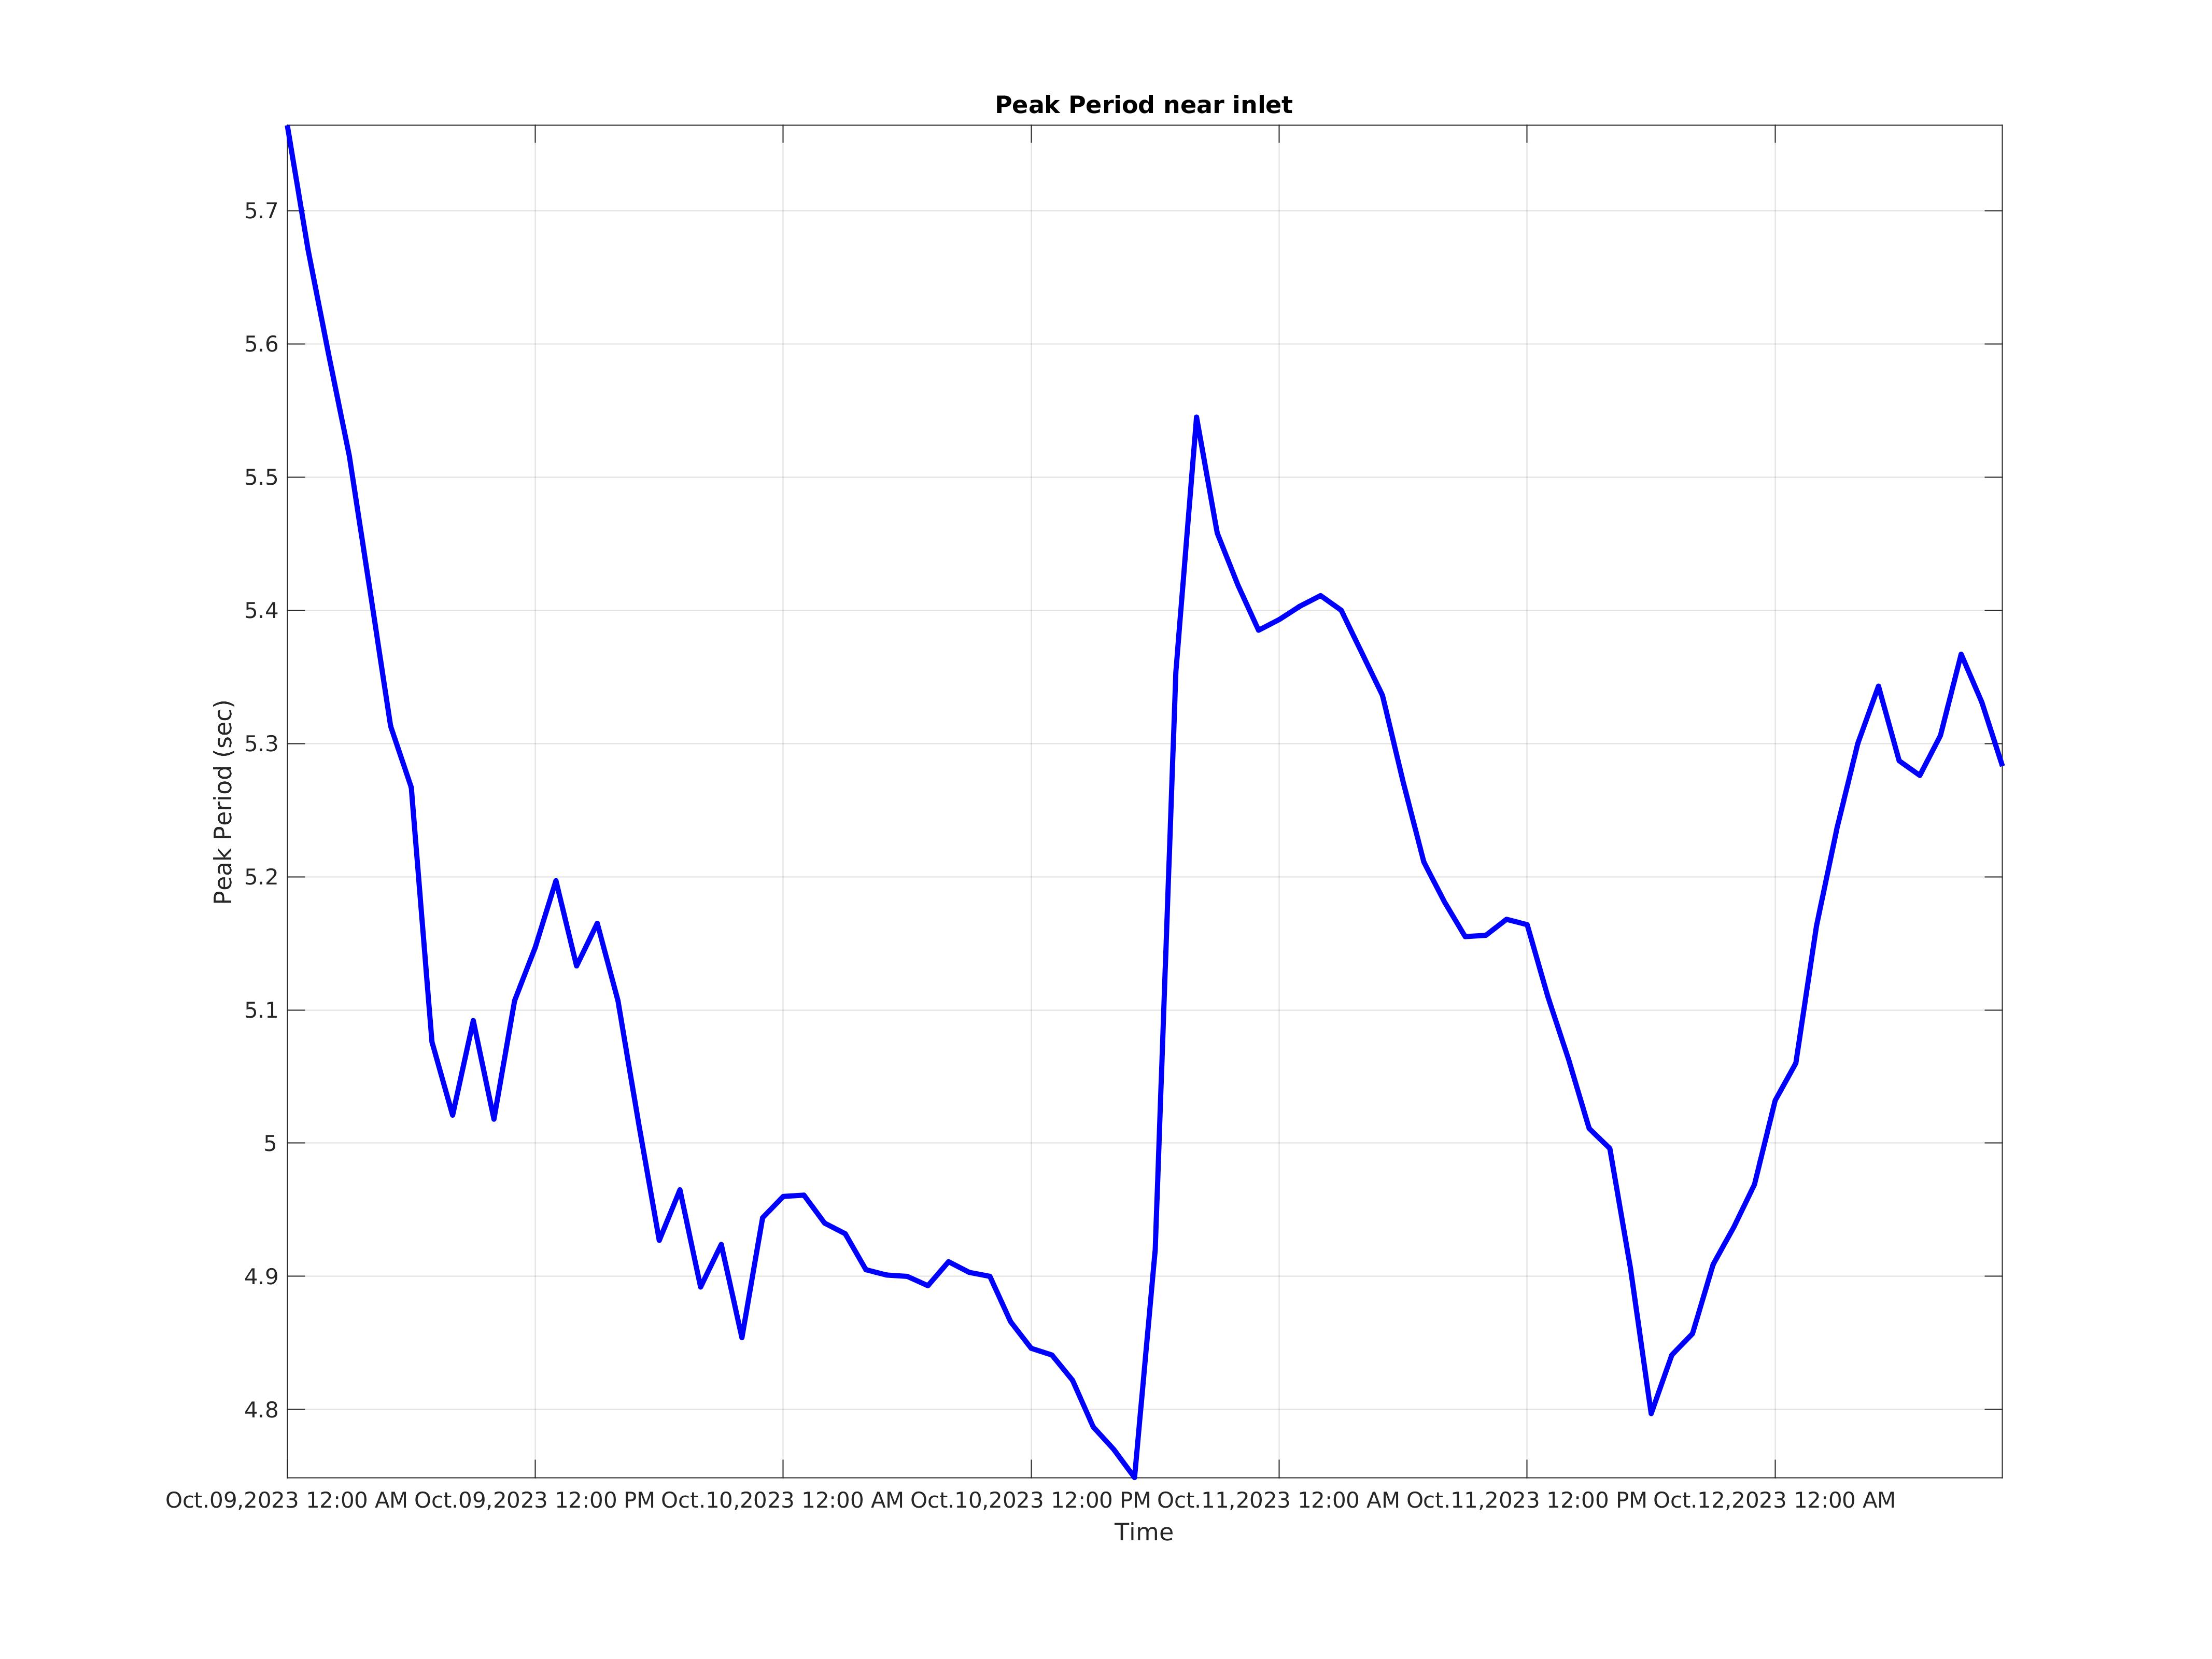 Peak Period near inlet
Peak Period (sec)
5.7
5.6
5.5
5.4
5.3
5.2
5.1
5
4.9
4.8
Oct.09,2023 12:00 AM Oct.09,2023 12:00 PM Oct.10,2023 12:00 AM Oct.10,2023 12:00 PM Oct.11,2023 12:00 AM Oct.11,2023 12:00 PM Oct.12,2023 12:00 AM
Time